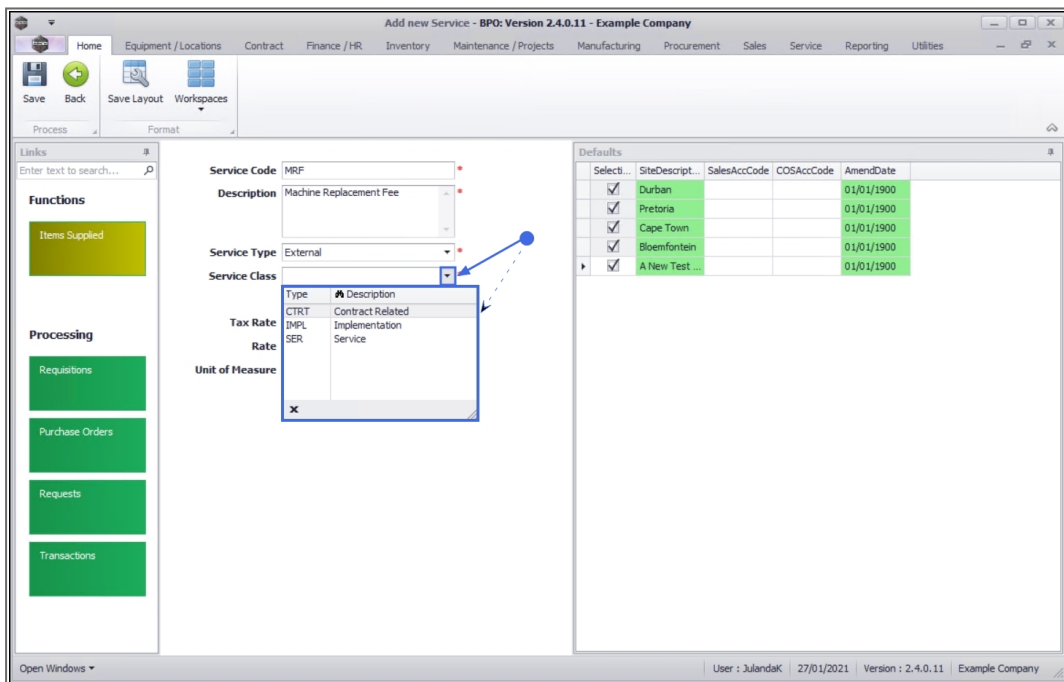 Add new Service - BPO: Version 2.4.0.11 - Example Company
Home Equipment / Locations Contract Finance / HR Inventory Maintenance / Projects Manufacturing Procurement Sales Service Reporting Utilities
Save Back Save Layout Workspaces
Process Format
Links
Enter text to search...
Functions
Items Supplied
Processing
Requisitions
Purchase Orders
Requests
Transactions
Service Code MRF *
Description Machine Replacement Fee *
Service Type External *
Service Class
Type Description
CTRT Contract Related
IMPL Implementation
SER Service
Tax Rate
Rate
Unit of Measure
Defaults
Selecti... SiteDescript... SalesAccCode COSAccCode AmendDate
Durban 01/01/1900
Pretoria 01/01/1900
Cape Town 01/01/1900
Bloemfontein 01/01/1900
A New Test ... 01/01/1900
Open Windows User : JulandaK 27/01/2021 Version : 2.4.0.11 Example Company